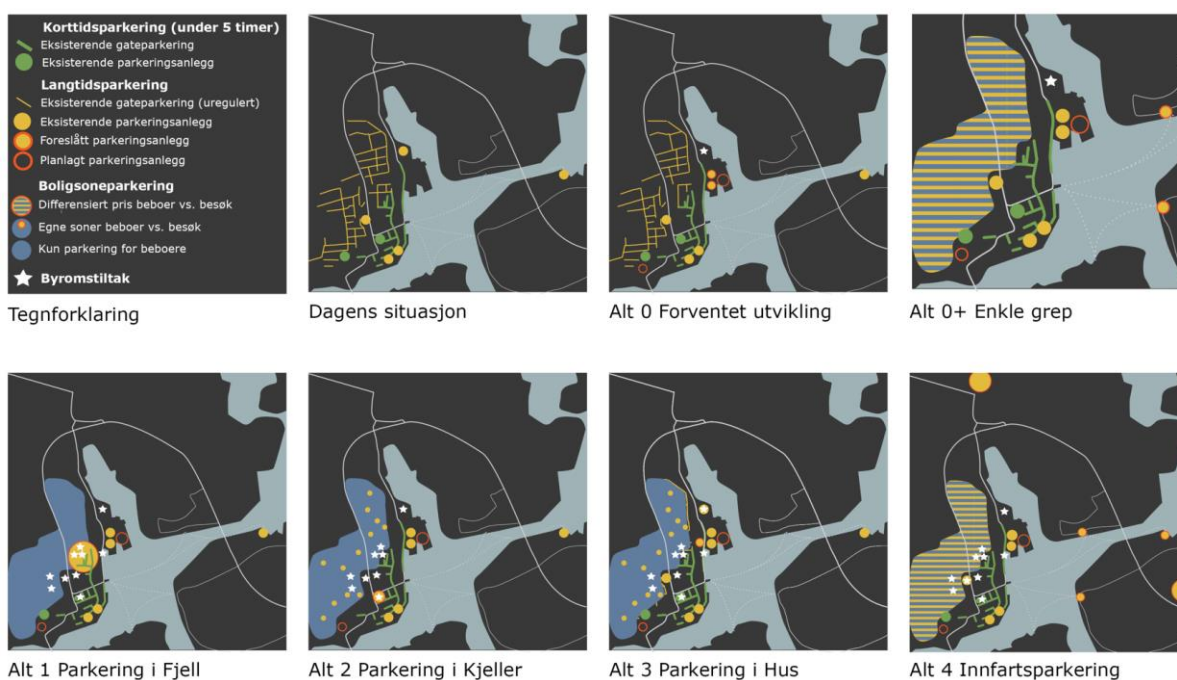 Korttidsparkering (under 5 timer)
Eksisterende gateparkering
Eksisterende parkeringsanlegg
Langtidsparkering
Eksisterende gateparkering (uregulert)
Eksisterende parkeringsanlegg
Foreslått parkeringsanlegg
Planlagt parkeringsanlegg
Boligsoneparkering
Differensiert pris beboer vs. besøk
Egne soner beboer vs. besøk
Kun parkering for beboere
Byromstiltak
Tegnforklaring
Dagens situasjon
Alt 0 Forventet utvikling
Alt 0+ Enkle grep
Alt 1 Parkering i Fjell
Alt 2 Parkering i Kjeller
Alt 3 Parkering i Hus
Alt 4 Innfartsparkering